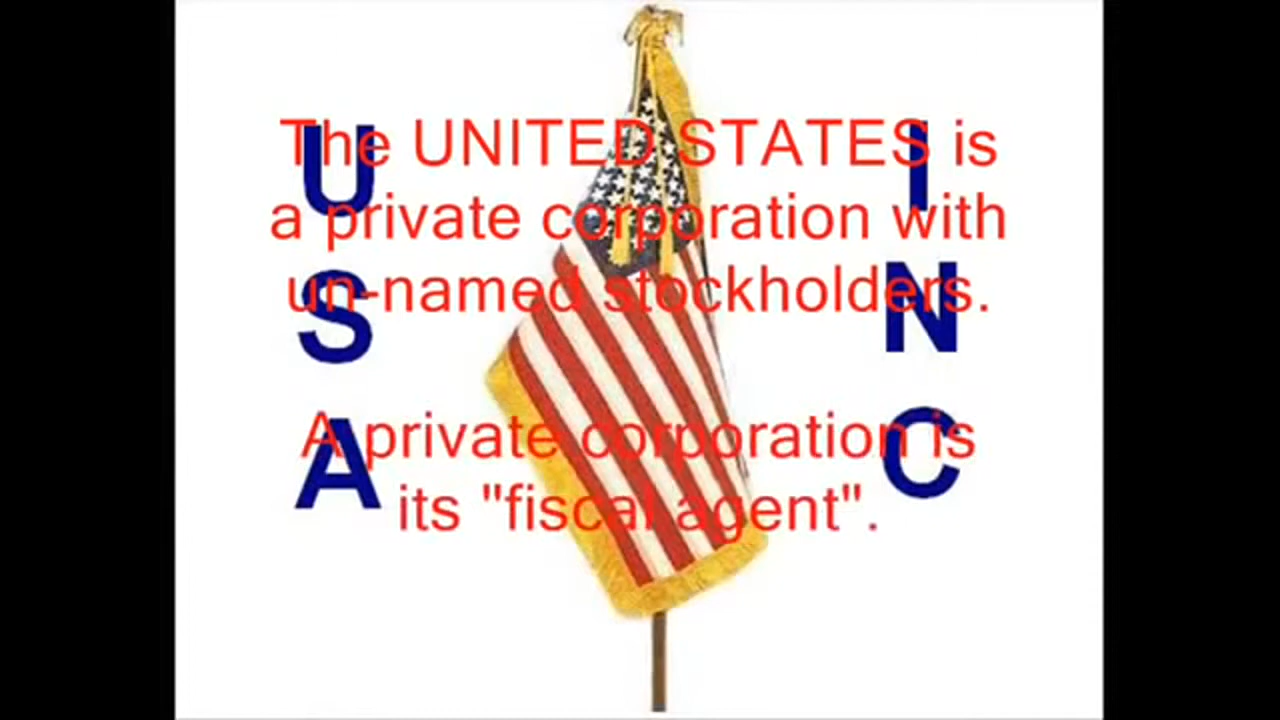 The UNITED STATES is
a private corporation with
un-named stockholders.
A private corporation is
its "fiscal agent".
U
S
A
I
N
C